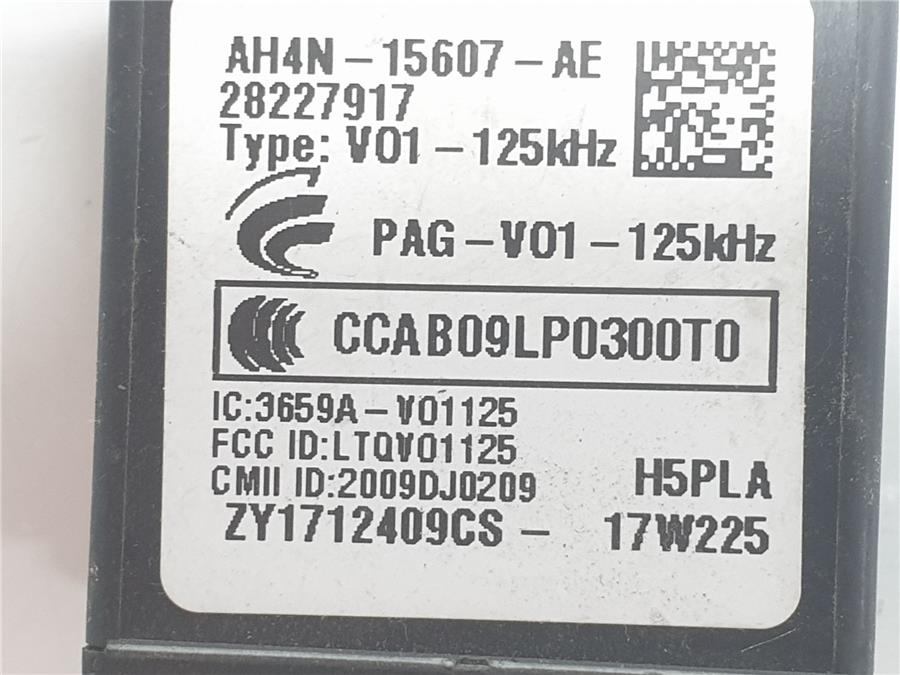 AH4N-15607-AE
28227917
Type: V01-125kHz
PAG-V01-125kHz
CCAB09LP0300T0
IC:3659A-V01125
FCC ID:LTQV01125
CMII ID:2009DJ0209
H5PLA
ZY1712409CS- 17W225